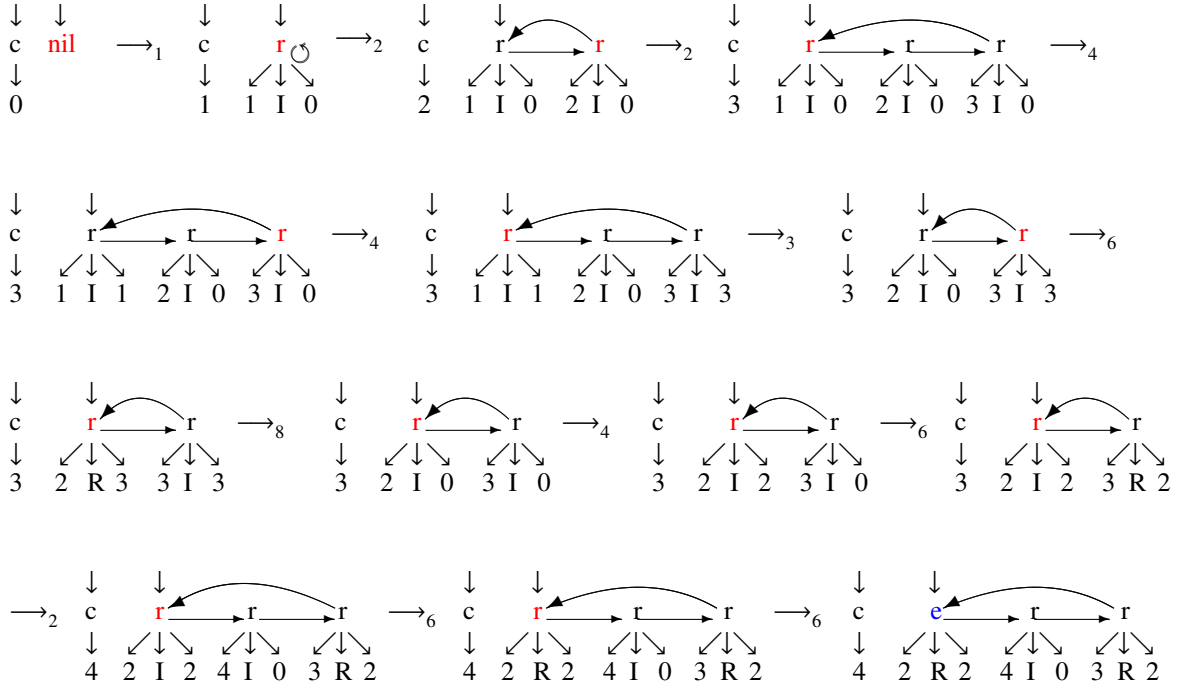 c nil →1 c r →2 c r r →2 c r r r →4
0 1 1 I 0 2 1 I 0 2 I 0 3 1 I 0 2 I 0 3 I 0
c r r r →4 c r r r →3 c r r →6
3 1 I 1 2 I 0 3 I 0 3 1 I 1 2 I 0 3 I 3 3 2 I 0 3 I 3
c r r →8 c r r →4 c r r →6 c r r
3 2 R 3 3 I 3 3 2 I 0 3 I 0 3 2 I 2 3 I 0 3 2 I 2 3 R 2
→2 c r r r →6 c r r r →6 c e r r
4 2 I 2 4 I 0 3 R 2 4 2 R 2 4 I 0 3 R 2 4 2 R 2 4 I 0 3 R 2